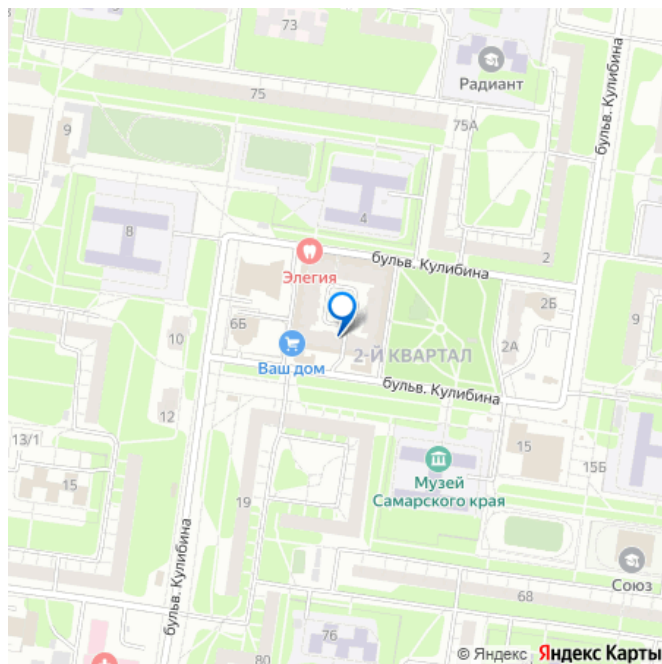 73
Радиант
75
75А
бульв. Кулибина
9
4
8
бульв. Кулибина
2
Элегия
2Б
9
6Б
10
Ваш дом
2-Й КВАРТАЛ
2А
бульв. Кулибина
12
13/1
15
15
Музей
Самарского края
15Б
19
бульв. Кулибина
Союз
68
76
80
© Яндекс Яндекс Карты